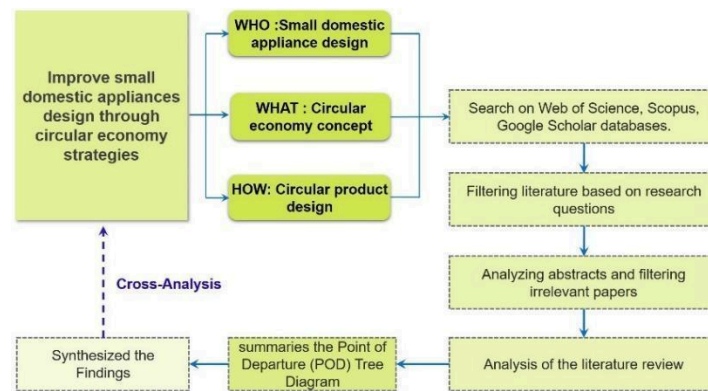 Improve small
domestic appliances
design through
circular economy
strategies
WHO :Small domestic
appliance design
WHAT : Circular
economy concept
HOW: Circular product
design
Search on Web of Science, Scopus,
Google Scholar databases.
Filtering literature based on research
questions
Analyzing abstracts and filtering
irrelevant papers
Analysis of the literature review
summaries the Point of
Departure (POD) Tree
Diagram
Synthesized the
Findings
Cross-Analysis